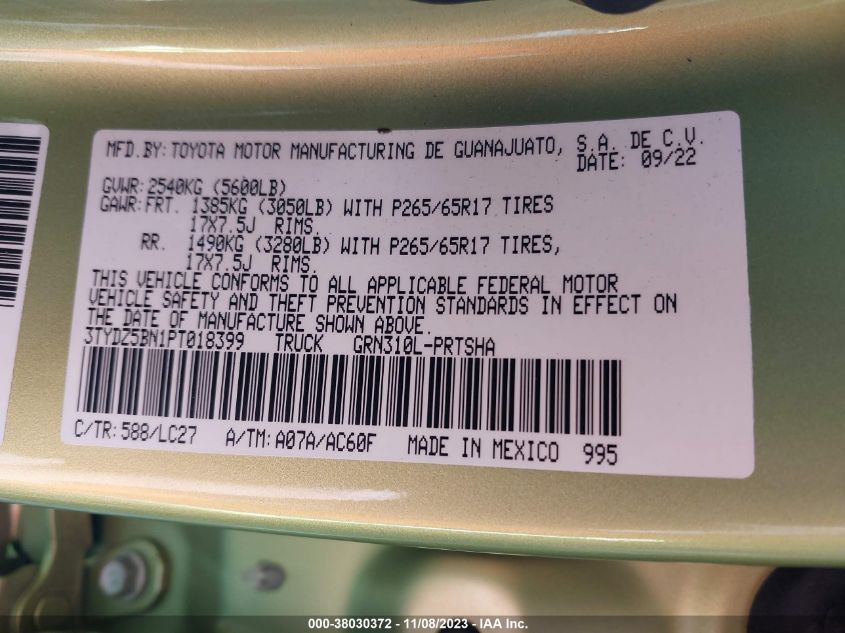 MFD.BY: TOYOTA MOTOR MANUFACTURING DE GUANAJUATO, S.A. DE C.V.
DATE: 09/22
GVWR: 2540KG (5600LB)
GAWR: FRT. 1385KG (3050LB) WITH P265/65R17 TIRES
17X7.5J RIMS.
RR. 1490KG (3280LB) WITH P265/65R17 TIRES,
17X7.5J RIMS.
THIS VEHICLE CONFORMS TO ALL APPLICABLE FEDERAL MOTOR
VEHICLE SAFETY AND THEFT PREVENTION STANDARDS IN EFFECT ON
THE DATE OF MANUFACTURE SHOWN ABOVE.
3TYDZ5BN1PT018399 TRUCK GRN310L-PRTSHA
C/TR: 588/LC27 A/TM: A07A/AC60F MADE IN MEXICO 995
000-38030372 - 11/08/2023 - IAA Inc.